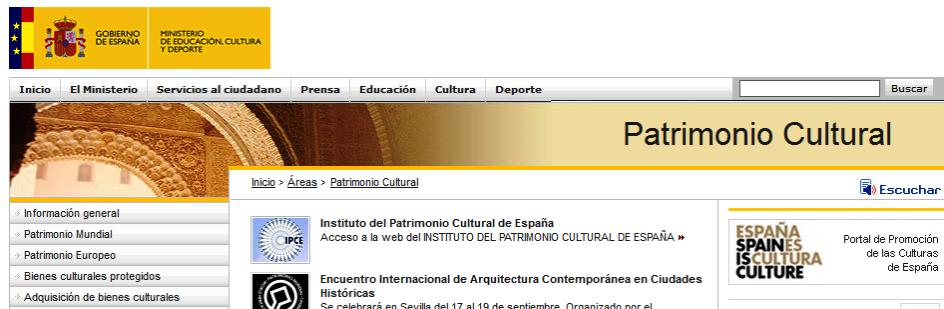 GOBIERNO
DE ESPAÑA
MINISTERIO
DE EDUCACIÓN, CULTURA
Y DEPORTE
Inicio El Ministerio Servicios al ciudadano Prensa Educación Cultura Deporte Buscar
Patrimonio Cultural
Inicio > Áreas > Patrimonio Cultural
Escuchar
Información general
Patrimonio Mundial
Patrimonio Europeo
Bienes culturales protegidos
Adquisición de bienes culturales
IPCE
Instituto del Patrimonio Cultural de España
Acceso a la web del INSTITUTO DEL PATRIMONIO CULTURAL DE ESPAÑA
Encuentro Internacional de Arquitectura Contemporánea en Ciudades
Históricas
Se celebrará en Sevilla del 17 al 19 de septiembre. Organizado por el
ESPAÑA
SPAINES
ISCULTURA
CULTURE
Portal de Promoción
de las Culturas
de España